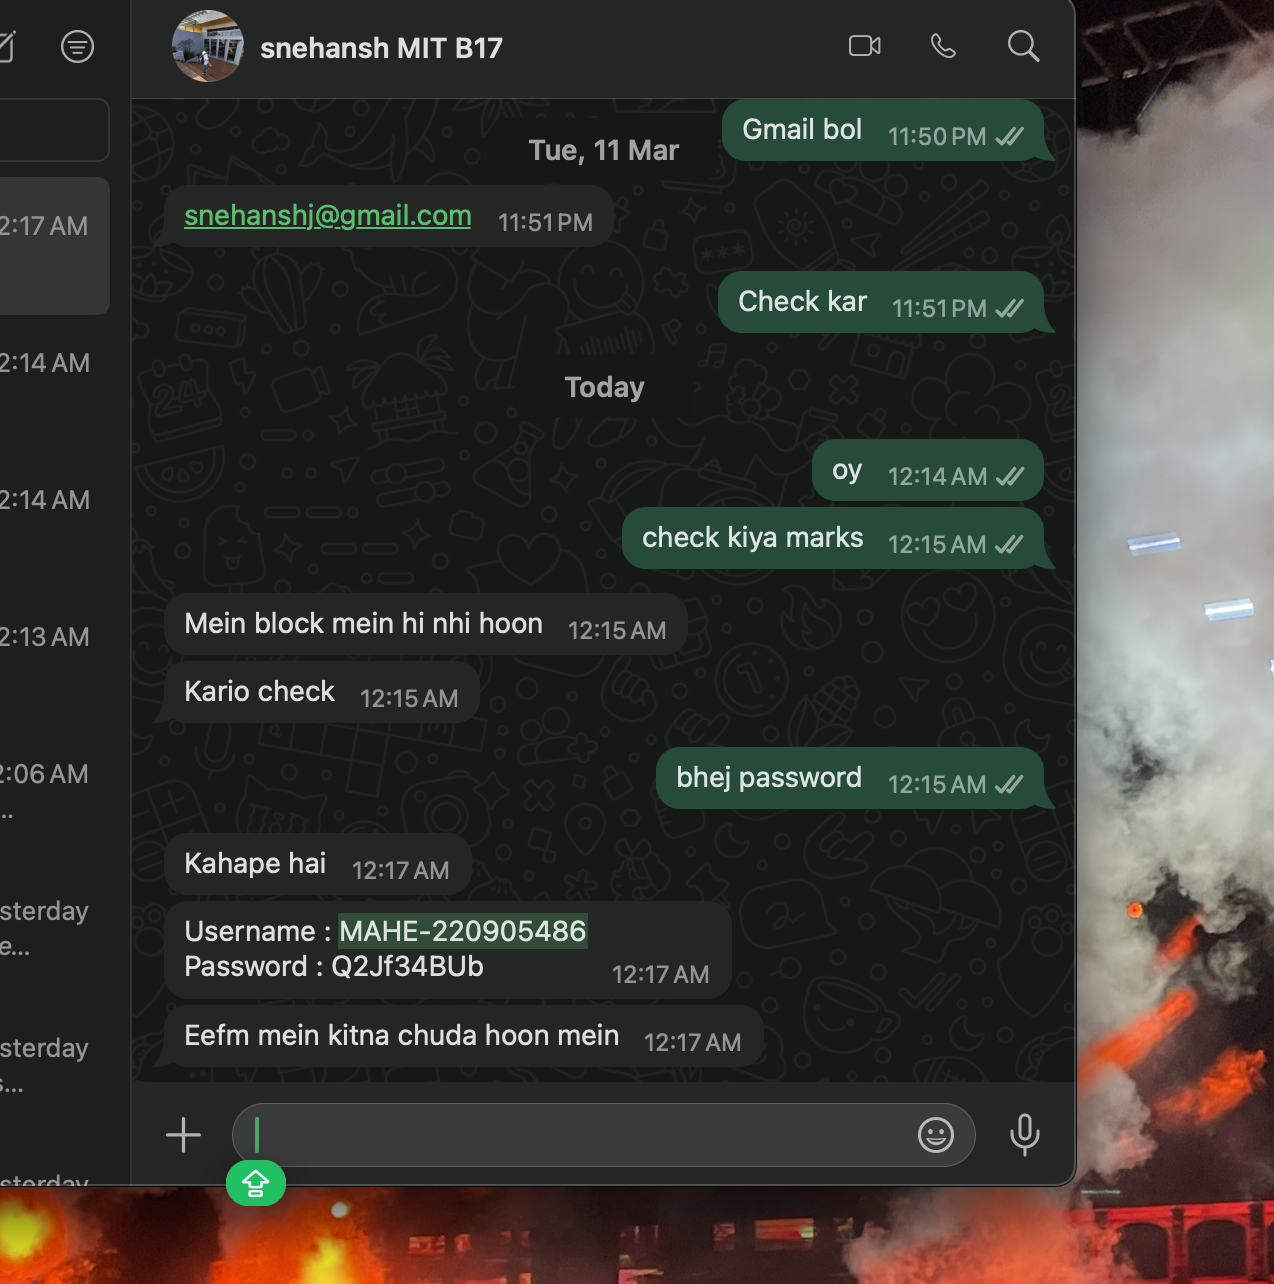 snehansh MIT B17
Gmail bol 11:50 PM
Tue, 11 Mar
snehanshj@gmail.com 11:51 PM
Check kar 11:51 PM
Today
oy 12:14 AM
check kiya marks 12:15 AM
Mein block mein hi nhi hoon 12:15 AM
Kario check 12:15 AM
bhej password 12:15 AM
Kahape hai 12:17 AM
Username : MAHE-220905486
Password : Q2Jf34BUb 12:17 AM
Eefm mein kitna chuda hoon mein 12:17 AM
2:17 AM
2:14 AM
2:14 AM
2:13 AM
2:06 AM
..
sterday
e...
sterday
s...
sterday